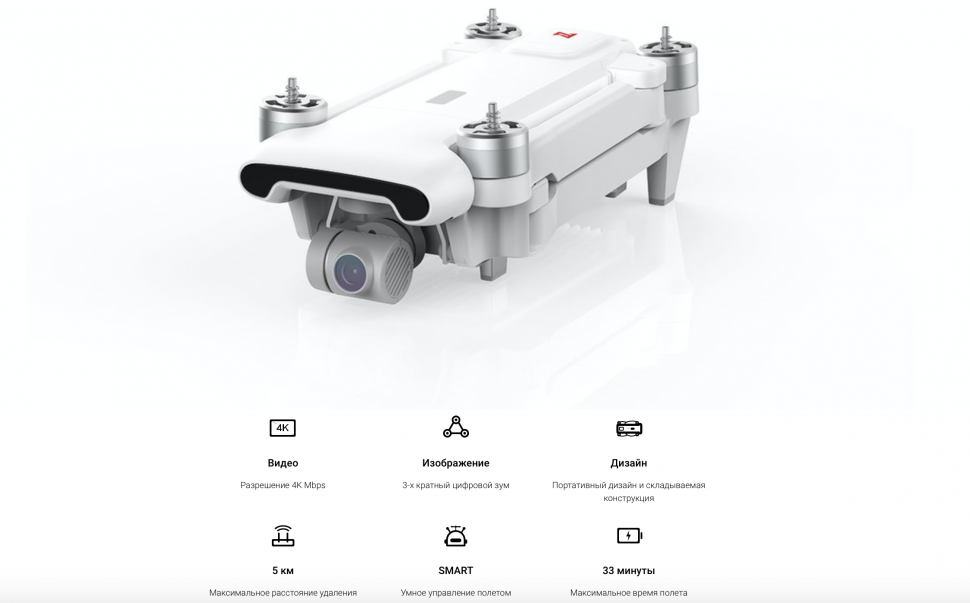 4K
Видео
Изображение
Дизайн
Разрешение 4K Mbps
3-х кратный цифровой зум
Портативный дизайн и складываемая
конструкция
5 км
SMART
33 минуты
Максимальное расстояние удаления
Умное управление полетом
Максимальное время полета